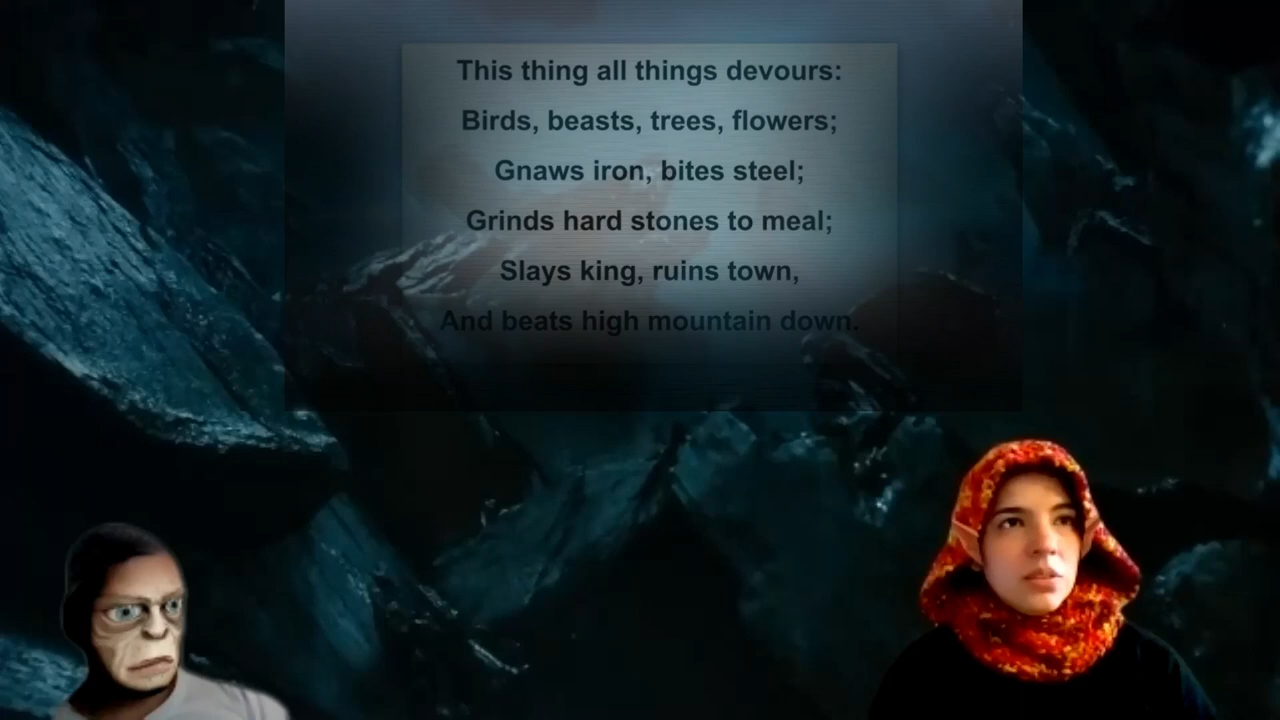 This thing all things devours:
Birds, beasts, trees, flowers;
Gnaws iron, bites steel;
Grinds hard stones to meal;
Slays king, ruins town,
And beats high mountain down.